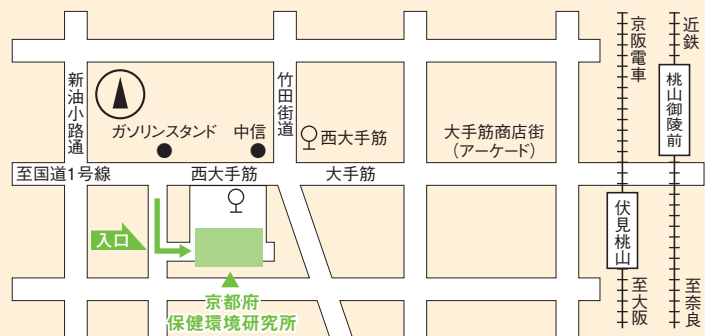 京阪電車
近鉄
新油小路通
竹田街道
桃山御陵前
ガソリンスタンド
中信
西大手筋
大手筋商店街
（アーケード）
至国道1号線
西大手筋
大手筋
伏見桃山
入口
至大阪
至奈良
京都府
保健環境研究所